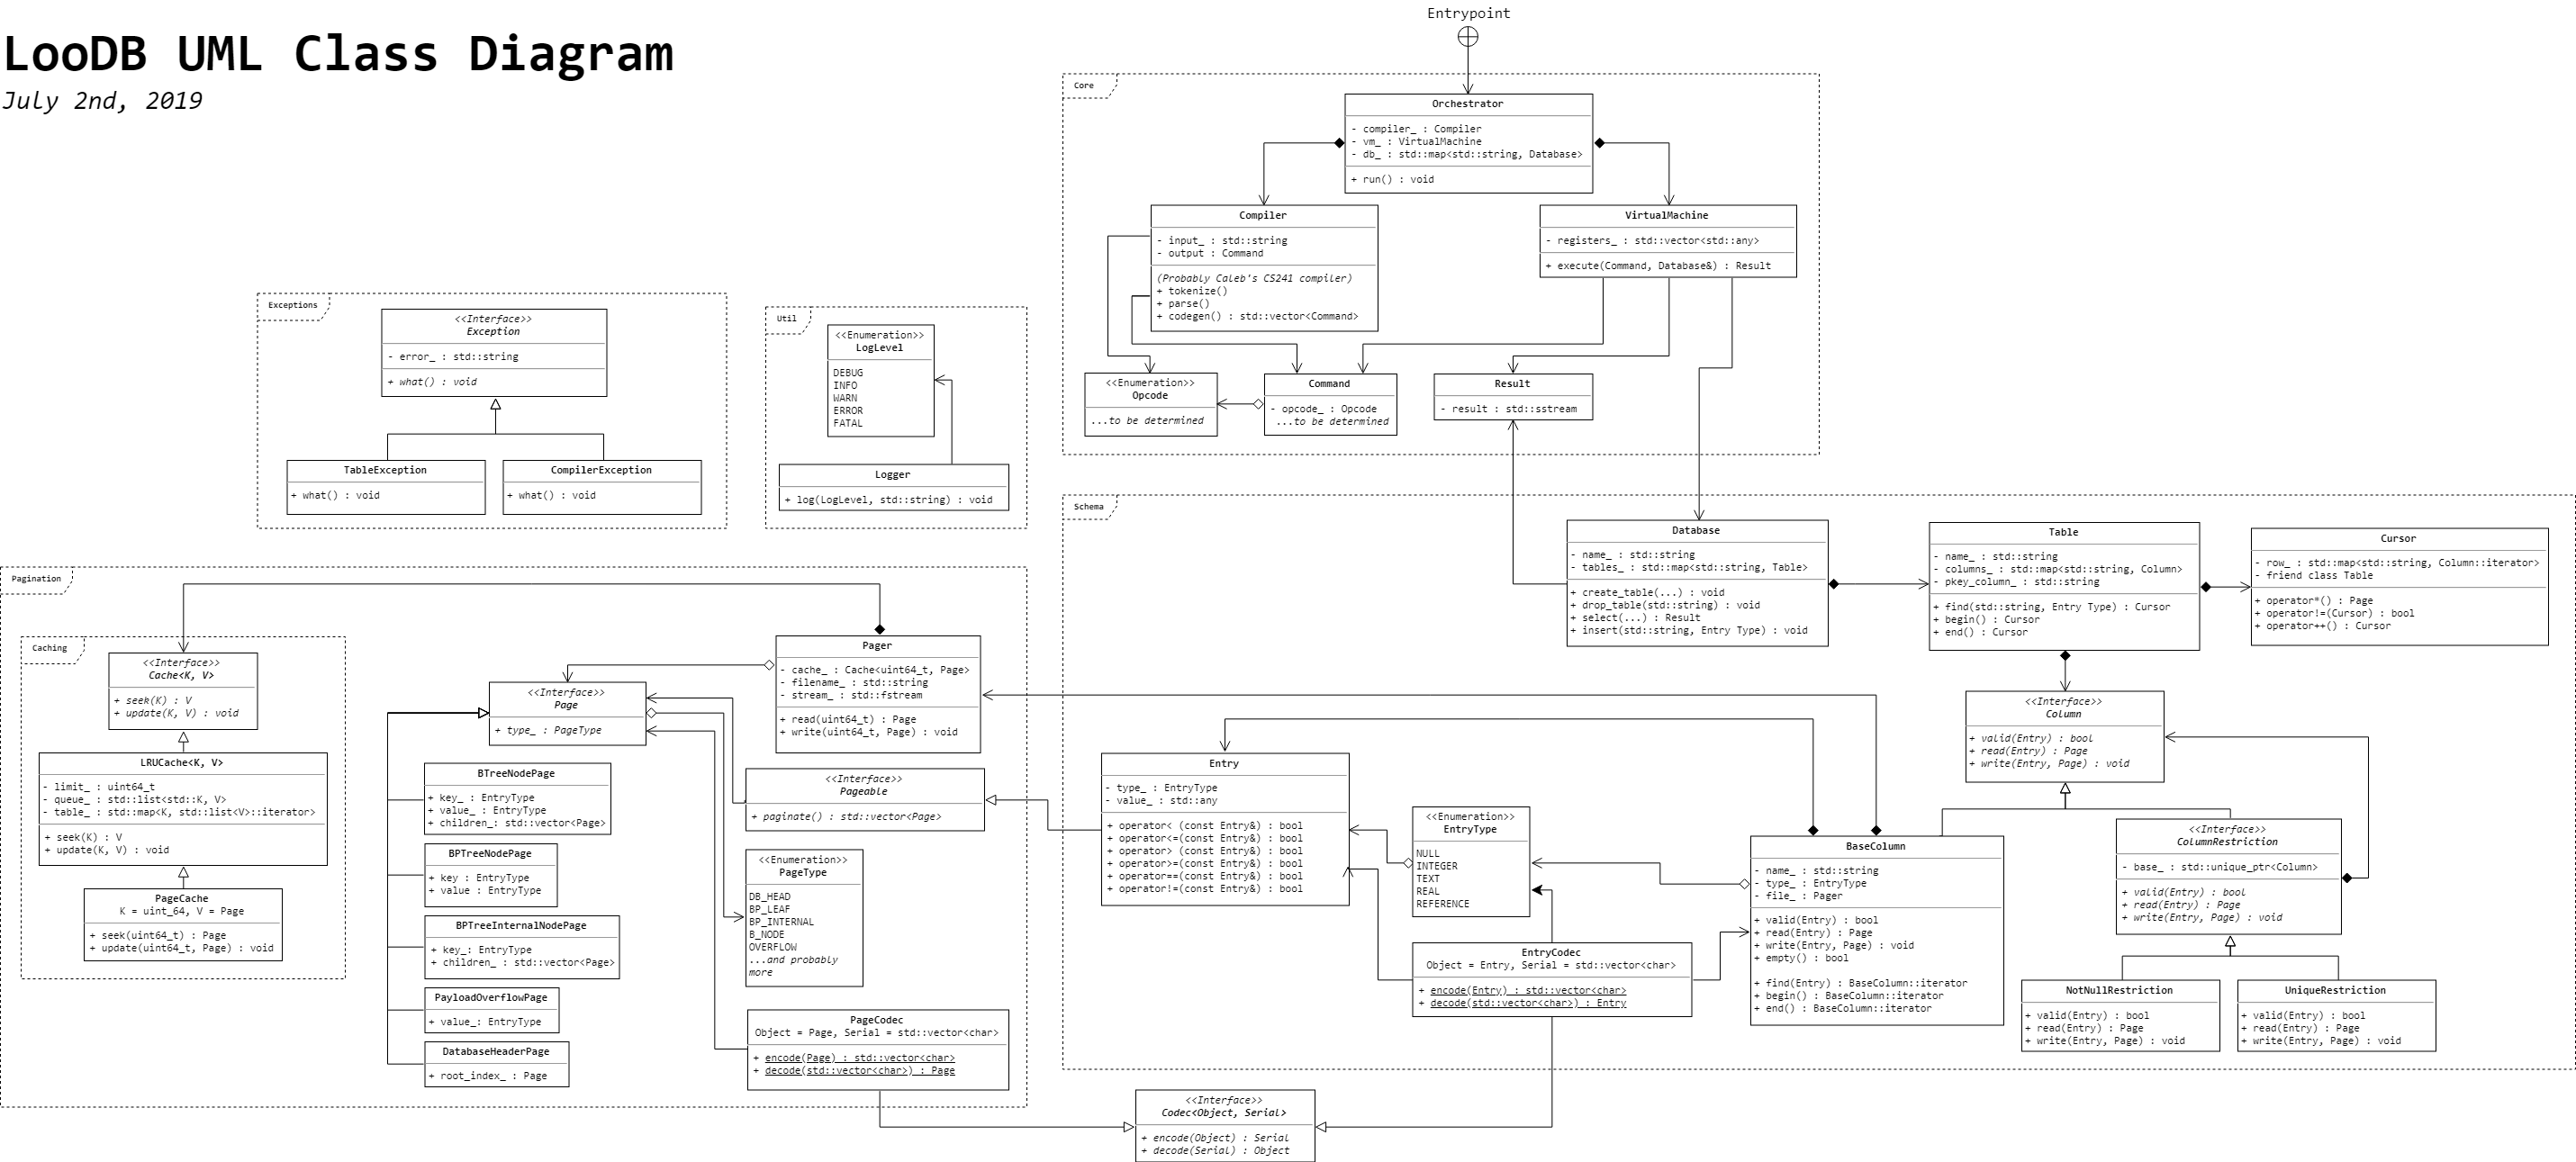 LooDB UML Class Diagram
July 2nd, 2019
Entrypoint
Core
Orchestrator
- compiler_ : Compiler
- vm_ : VirtualMachine
- db_ : std::map<std::string, Database>
+ run() : void
Compiler
- input_ : std::string
- output : Command
(Probably Caleb's CS241 compiler)
+ tokenize()
+ parse()
+ codegen() : std::vector<Command>
VirtualMachine
- registers_ : std::vector<std::any>
+ execute(Command, Database&) : Result
<<Enumeration>>
Opcode
...to be determined
Command
- opcode_ : Opcode
...to be determined
Result
- result : std::sstream
Exceptions
<<Interface>>
Exception
- error_ : std::string
+ what() : void
TableException
+ what() : void
CompilerException
+ what() : void
Util
<<Enumeration>>
LogLevel
DEBUG
INFO
WARN
ERROR
FATAL
Logger
+ log(LogLevel, std::string) : void
Pagination
Caching
<<Interface>>
Cache<K, V>
+ seek(K) : V
+ update(K, V) : void
LRUCache<K, V>
- limit_ : uint64_t
- queue_ : std::list<std::K, V>
- table_ : std::map<K, std::list<V>::iterator>
+ seek(K) : V
+ update(K, V) : void
PageCache
K = uint_64, V = Page
+ seek(uint64_t) : Page
+ update(uint64_t, Page) : void
<<Interface>>
Page
+ type_ : PageType
BTreeNodePage
+ key_ : EntryType
+ value_ : EntryType
+ children_: std::vector<Page>
BPTreeNodePage
+ key : EntryType
+ value : EntryType
BPTreeInternalNodePage
+ key_: EntryType
+ children_ : std::vector<Page>
PayloadOverflowPage
+ value_: EntryType
DatabaseHeaderPage
+ root_index_ : Page
Pager
- cache_ : Cache<uint64_t, Page>
- filename_ : std::string
- stream_ : std::fstream
+ read(uint64_t) : Page
+ write(uint64_t, Page) : void
<<Interface>>
Pageable
+ paginate() : std::vector<Page>
<<Enumeration>>
PageType
DB_HEAD
BP_LEAF
BP_INTERNAL
B_NODE
OVERFLOW
...and probably
more
PageCodec
Object = Page, Serial = std::vector<char>
+ encode(Page) : std::vector<char>
+ decode(std::vector<char>) : Page
Schema
Database
- name_ : std::string
- tables_ : std::map<std::string, Table>
+ create_table(...) : void
+ drop_table(std::string) : void
+ select(...) : Result
+ insert(std::string, Entry Type) : void
Table
- name_ : std::string
- columns_ : std::map<std::string, Column>
- pkey_column_ : std::string
+ find(std::string, Entry Type) : Cursor
+ begin() : Cursor
+ end() : Cursor
Cursor
- row_ : std::map<std::string, Column::iterator>
- friend class Table
+ operator*() : Page
+ operator!=(Cursor) : bool
+ operator++() : Cursor
<<Interface>>
Column
+ valid(Entry) : bool
+ read(Entry) : Page
+ write(Entry, Page) : void
Entry
- type_ : EntryType
- value_ : std::any
+ operator< (const Entry&) : bool
+ operator<=(const Entry&) : bool
+ operator> (const Entry&) : bool
+ operator>=(const Entry&) : bool
+ operator==(const Entry&) : bool
+ operator!=(const Entry&) : bool
<<Enumeration>>
EntryType
NULL
INTEGER
TEXT
REAL
REFERENCE
EntryCodec
Object = Entry, Serial = std::vector<char>
+ encode(Entry) : std::vector<char>
+ decode(std::vector<char>) : Entry
BaseColumn
- name_ : std::string
- type_ : EntryType
- file_ : Pager
+ valid(Entry) : bool
+ read(Entry) : Page
+ write(Entry, Page) : void
+ empty() : bool
+ find(Entry) : BaseColumn::iterator
+ begin() : BaseColumn::iterator
+ end() : BaseColumn::iterator
<<Interface>>
ColumnRestriction
- base_ : std::unique_ptr<Column>
+ valid(Entry) : bool
+ read(Entry) : Page
+ write(Entry, Page) : void
NotNullRestriction
+ valid(Entry) : bool
+ read(Entry) : Page
+ write(Entry, Page) : void
UniqueRestriction
+ valid(Entry) : bool
+ read(Entry) : Page
+ write(Entry, Page) : void
<<Interface>>
Codec<Object, Serial>
+ encode(Object) : Serial
+ decode(Serial) : Object